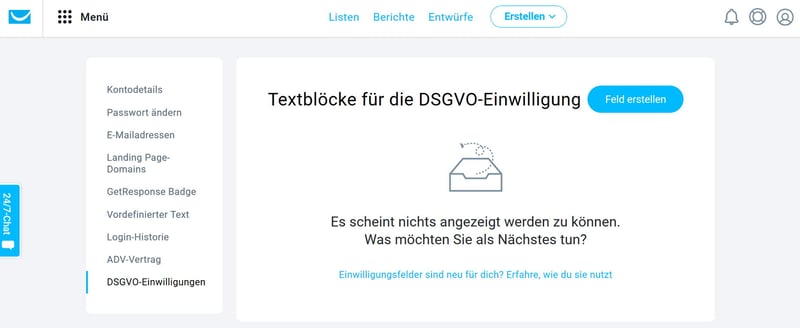 Menü
Listen Berichte Entwürfe Erstellen
Kontodetails
Passwort ändern
E-Mailadressen
Landing Page-
Domains
GetResponse Badge
Vordefinierter Text
Login-Historie
ADV-Vertrag
DSGVO-Einwilligungen
24/7-Chat
Textblöcke für die DSGVO-Einwilligung
Feld erstellen
Es scheint nichts angezeigt werden zu können.
Was möchten Sie als Nächstes tun?
Einwilligungsfelder sind neu für dich? Erfahre, wie du sie nutzt